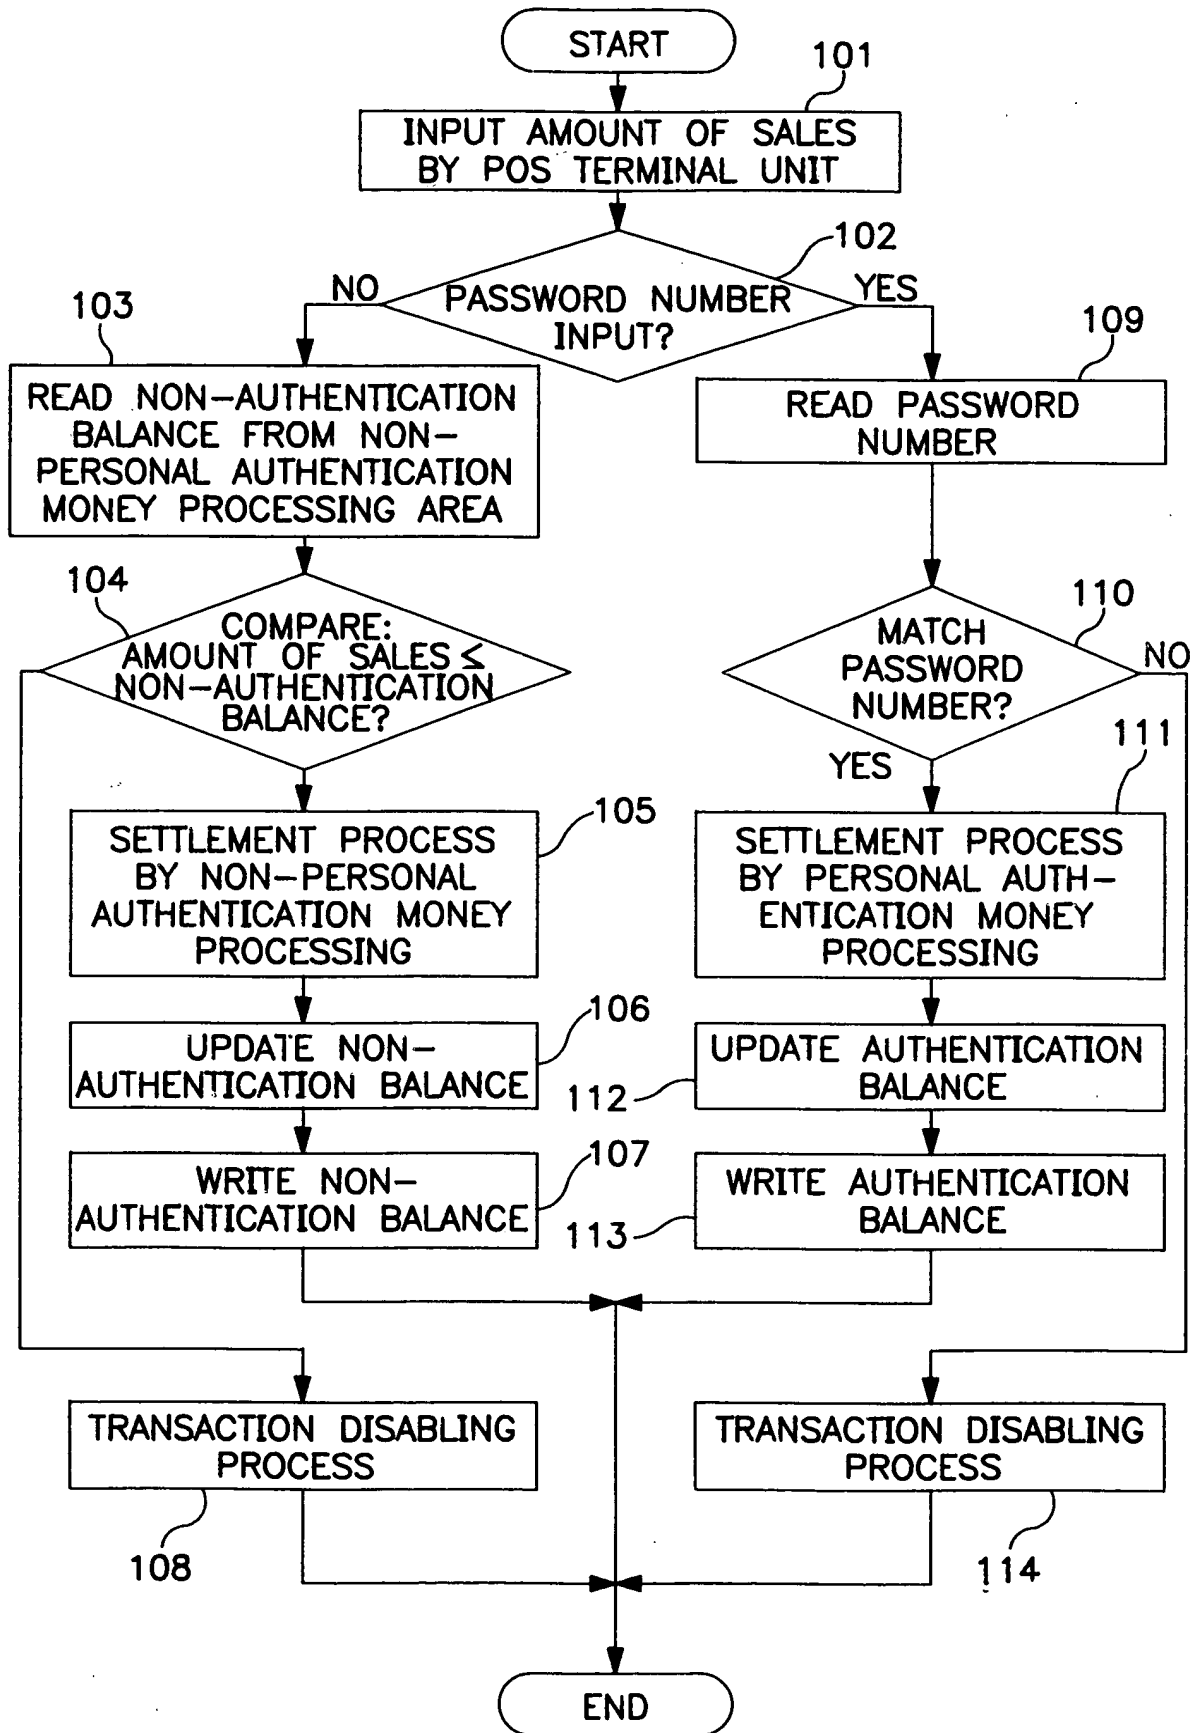 START
101
INPUT AMOUNT OF SALES
BY POS TERMINAL UNIT
102
NO
PASSWORD NUMBER
INPUT?
YES
103
READ NON-AUTHENTICATION
BALANCE FROM NON-
PERSONAL AUTHENTICATION
MONEY PROCESSING AREA
109
READ PASSWORD
NUMBER
104
COMPARE:
AMOUNT OF SALES ≤
NON-AUTHENTICATION
BALANCE?
110
MATCH
PASSWORD
NUMBER?
NO
YES
105
SETTLEMENT PROCESS
BY NON-PERSONAL
AUTHENTICATION MONEY
PROCESSING
111
SETTLEMENT PROCESS
BY PERSONAL AUTH-
ENTICATION MONEY
PROCESSING
106
UPDATE NON-
AUTHENTICATION BALANCE
112
UPDATE AUTHENTICATION
BALANCE
107
WRITE NON-
AUTHENTICATION BALANCE
113
WRITE AUTHENTICATION
BALANCE
TRANSACTION DISABLING
PROCESS
108
TRANSACTION DISABLING
PROCESS
114
END